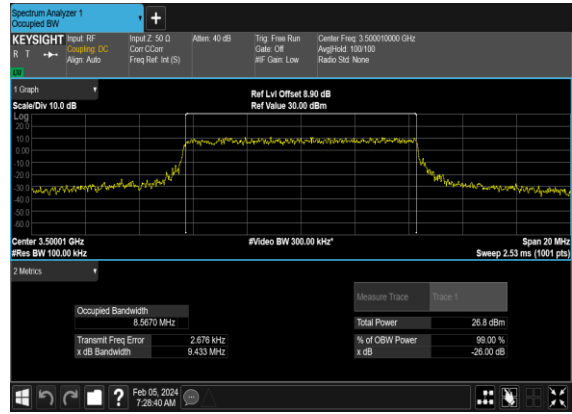 Spectrum Analyzer 1
Occupied BW
KEYSIGHT
R T
Input: RF
Coupling: DC
Align: Auto
Input Z: 50 Ω
Corr CCorr
Freq Ref: Int (S)
Atten: 40 dB
Trig: Free Run
Gate: Off
#IF Gain: Low
Center Freq: 3.500010000 GHz
Avg|Hold: 100/100
Radio Std: None
1 Graph
Scale/Div 10.0 dB
Ref Lvl Offset 8.90 dB
Ref Value 30.00 dBm
Log
20.0
10.0
0.00
-10.0
-20.0
-30.0
-40.0
-50.0
-60.0
Center 3.50001 GHz
#Video BW 300.00 kHz*
Span 20 MHz
#Res BW 100.00 kHz
Sweep 2.53 ms (1001 pts)
2 Metrics
Measure Trace Trace 1
Occupied Bandwidth
8.5670 MHz
Total Power 26.8 dBm
Transmit Freq Error 2.676 kHz
% of OBW Power 99.00 %
x dB Bandwidth 9.433 MHz
x dB -26.00 dB
?
Feb 05, 2024
7:28:40 AM